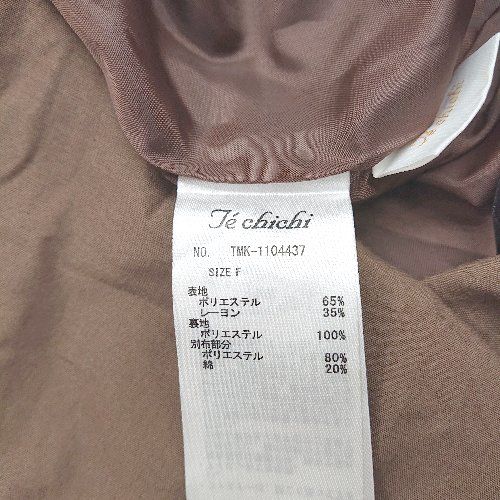 Té chichi
NO. TMK-1104437
SIZE F
表地
ポリエステル 65%
レーヨン 35%
裏地
ポリエステル 100%
別布部分
ポリエステル 80%
綿 20%